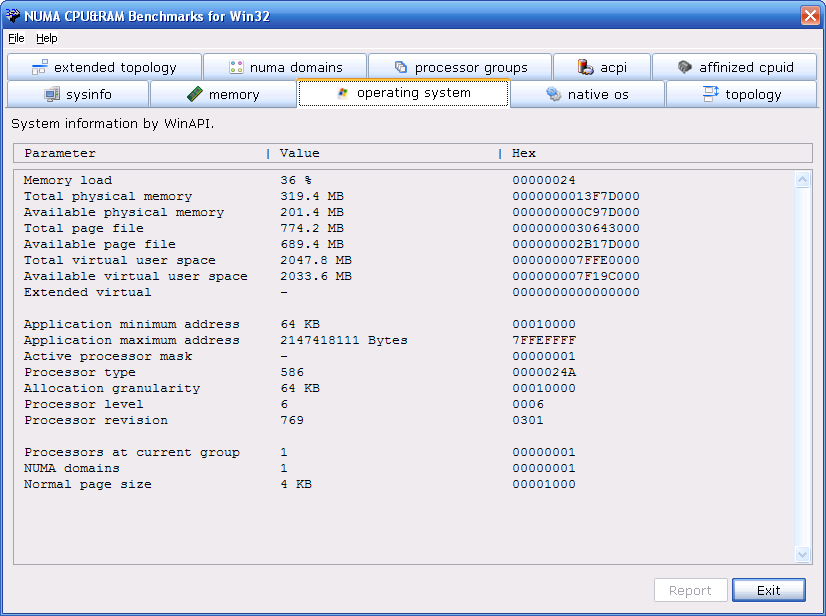 NUMA CPU&RAM Benchmarks for Win32
File Help
extended topology numa domains processor groups acpi affinized cpuid
sysinfo memory operating system native os topology
System information by WinAPI.
Parameter | Value | Hex
Memory load 36 % 00000024
Total physical memory 319.4 MB 0000000013F7D000
Available physical memory 201.4 MB 000000000C97D000
Total page file 774.2 MB 0000000030643000
Available page file 689.4 MB 000000002B17D000
Total virtual user space 2047.8 MB 000000007FFE0000
Available virtual user space 2033.6 MB 000000007F19C000
Extended virtual - 0000000000000000
Application minimum address 64 KB 00010000
Application maximum address 2147418111 Bytes 7FFEFFFF
Active processor mask - 00000001
Processor type 586 0000024A
Allocation granularity 64 KB 00010000
Processor level 6 0006
Processor revision 769 0301
Processors at current group 1 00000001
NUMA domains 1 00000001
Normal page size 4 KB 00001000
Report Exit